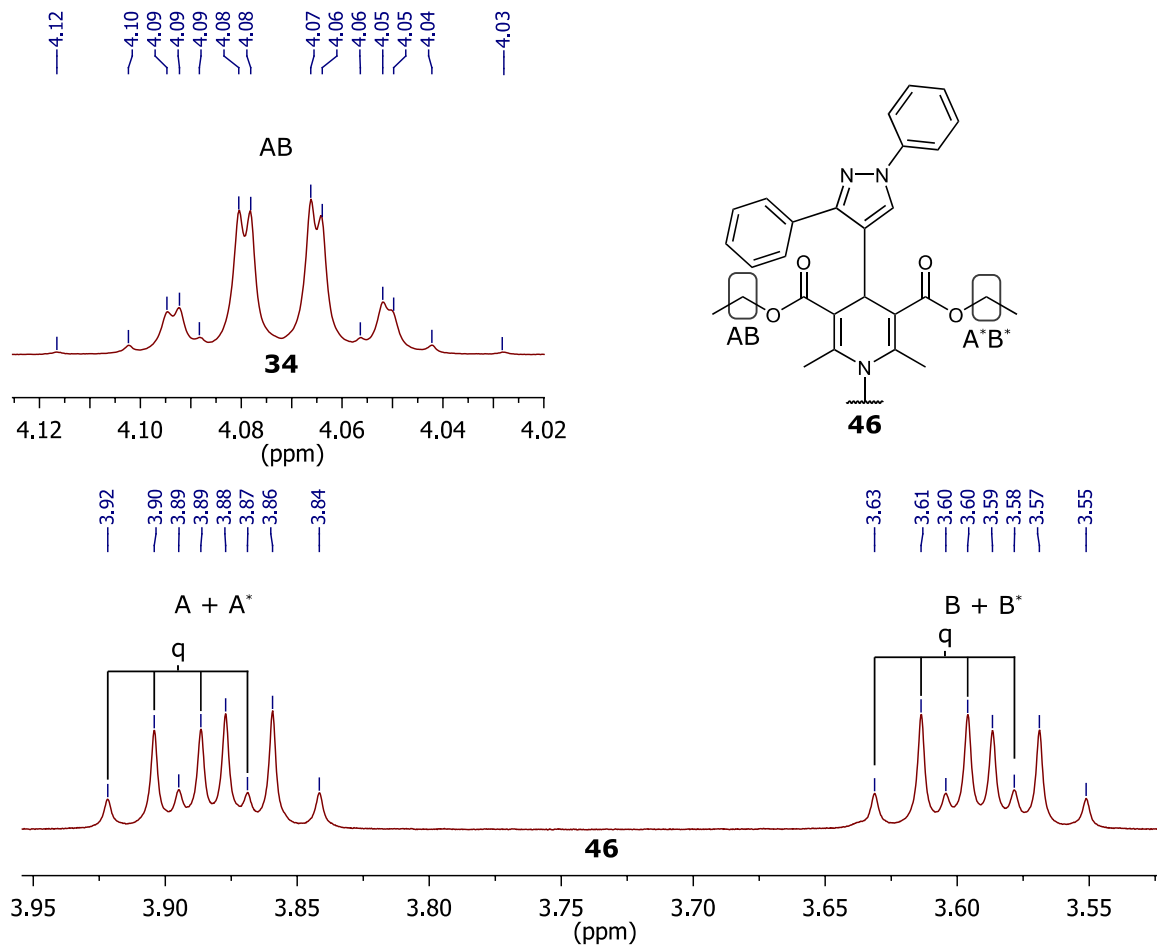 4.12 4.10 4.09 4.09 4.09 4.08 4.08 4.07 4.06 4.06 4.05 4.05 4.04 4.03
AB
34
4.12 4.10 4.08 4.06 4.04 4.02
(ppm)
N
N
O
O
O
O
AB
A*B*
N
46
3.92 3.90 3.89 3.89 3.88 3.87 3.86 3.84
3.63 3.61 3.60 3.60 3.59 3.58 3.57 3.55
A + A*
q
B + B*
q
46
3.95 3.90 3.85 3.80 3.75 3.70 3.65 3.60 3.55
(ppm)